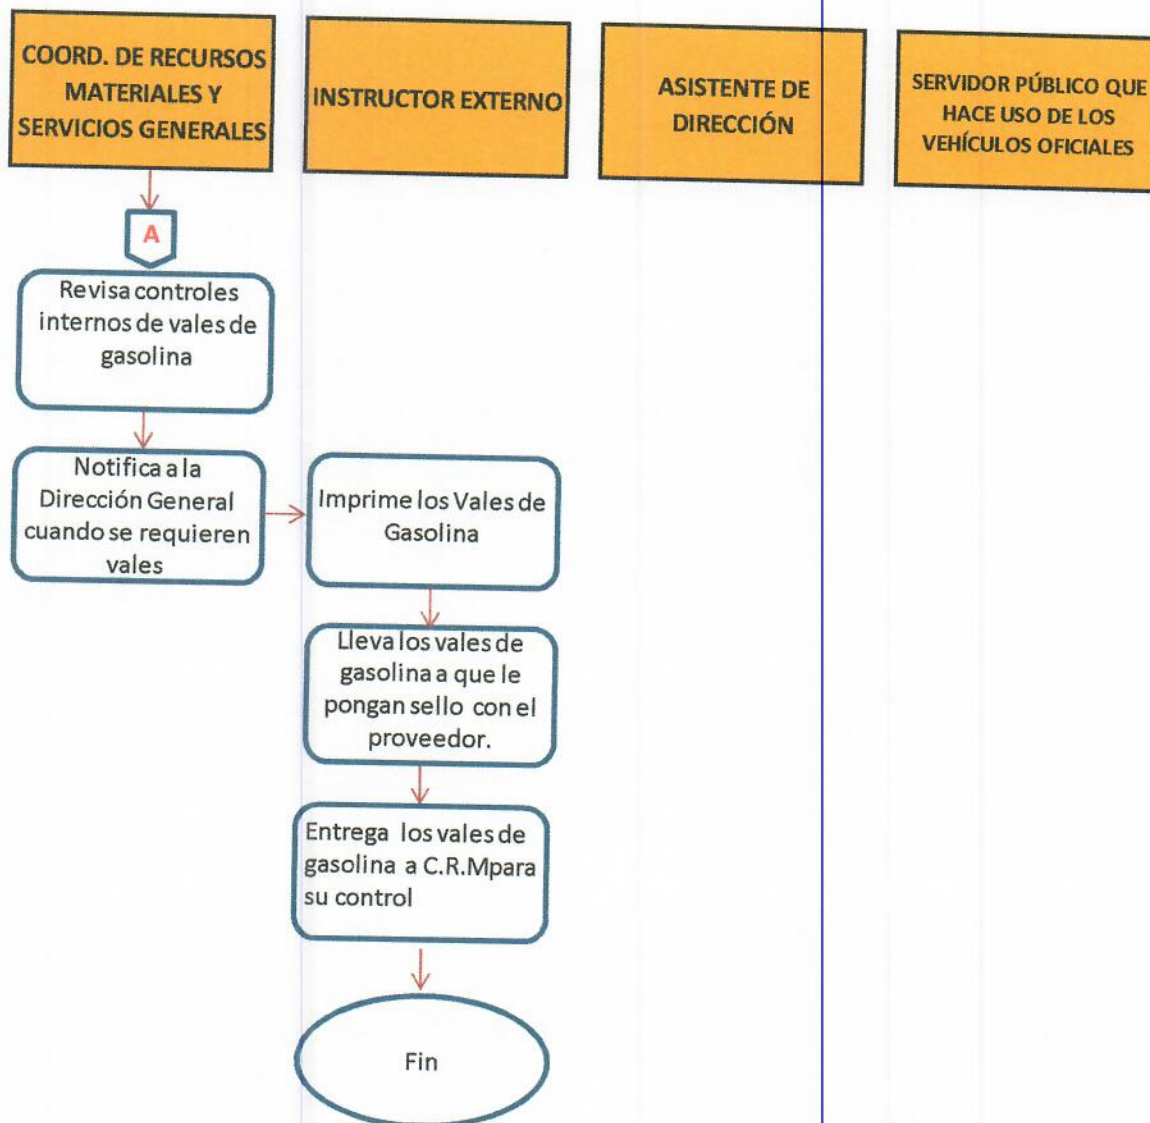 COORD. DE RECURSOS
MATERIALES Y
SERVICIOS GENERALES
INSTRUCTOR EXTERNO
ASISTENTE DE
DIRECCIÓN
SERVIDOR PÚBLICO QUE
HACE USO DE LOS
VEHÍCULOS OFICIALES
A
Revisa controles
internos de vales de
gasolina
Notifica a la
Dirección General
cuando se requieren
vales
Imprime los Vales de
Gasolina
Lleva los vales de
gasolina a que le
pongan sello con el
proveedor.
Entrega los vales de
gasolina a C.R.Mpara
su control
Fin